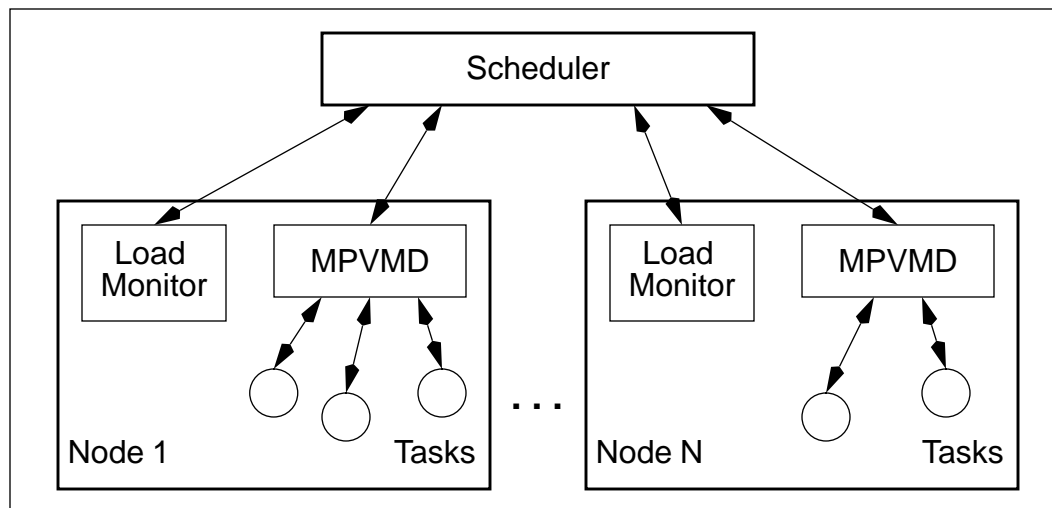 Scheduler
Load
Monitor
MPVMD
Node 1
Tasks
. . .
Load
Monitor
MPVMD
Node N
Tasks